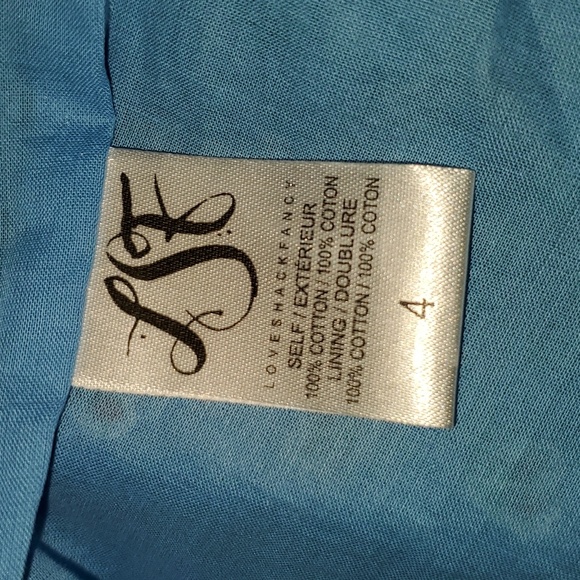 LSF
LOVESHACKFANCY
SELF / EXTÉRIEUR
100% COTTON / 100% COTON
LINING / DOUBLURE
100% COTTON / 100% COTON
4